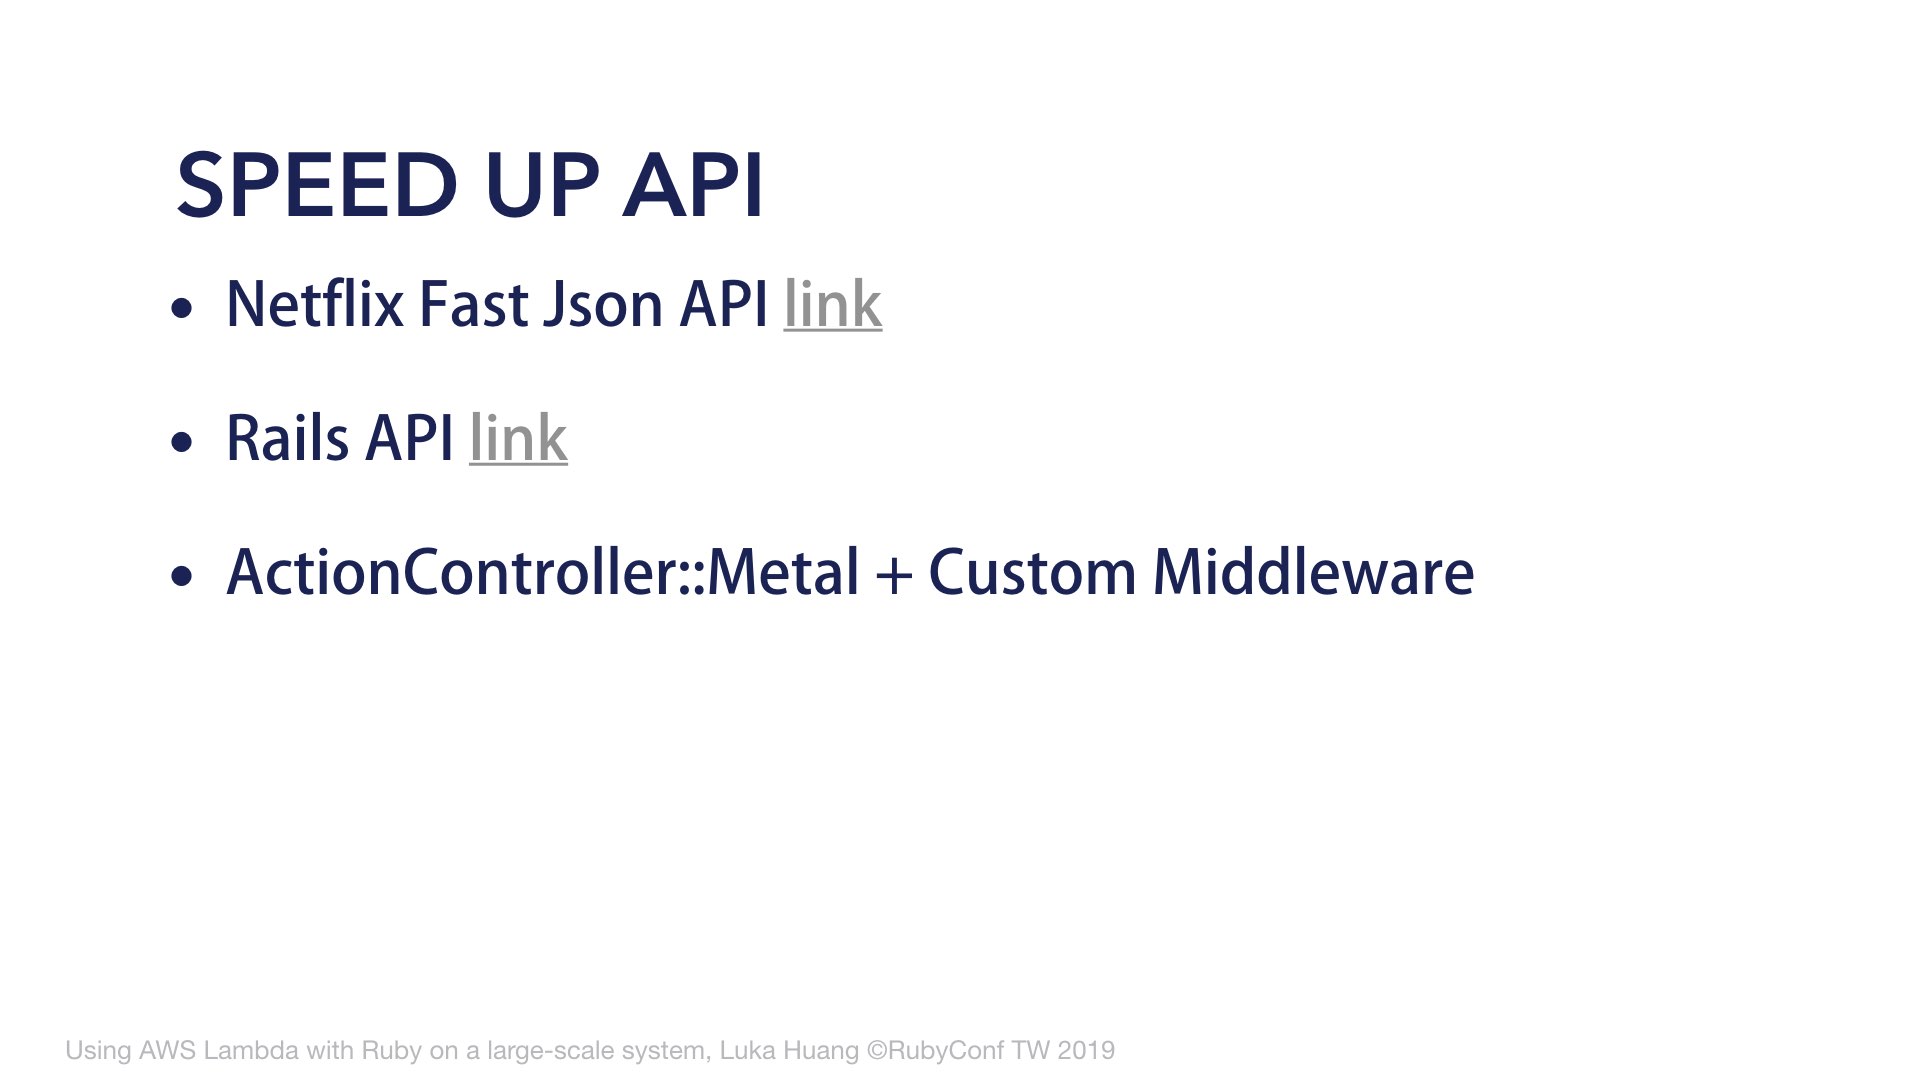 SPEED UP API
• Netflix Fast Json API link
• Rails API link
• ActionController::Metal + Custom Middleware
Using AWS Lambda with Ruby on a large-scale system, Luka Huang ©RubyConf TW 2019